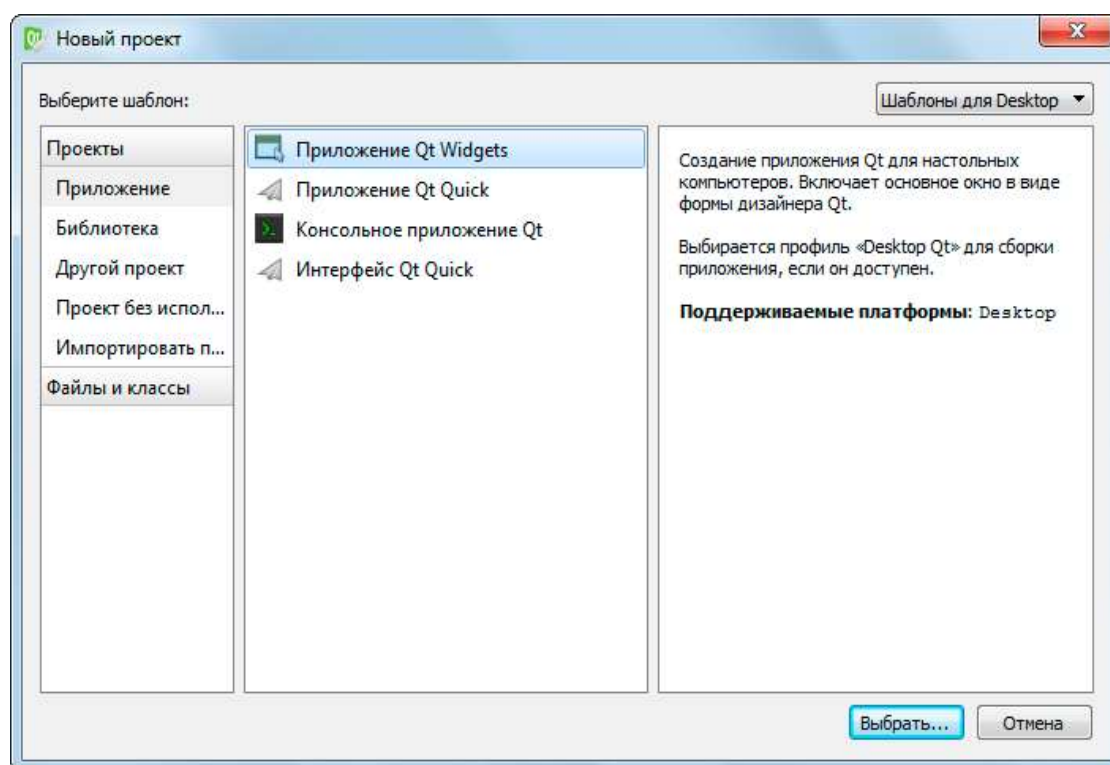 Новый проект
Выберите шаблон:
Шаблоны для Desktop
Проекты
Приложение
Библиотека
Другой проект
Проект без испол...
Импортировать п...
Файлы и классы
Приложение Qt Widgets
Приложение Qt Quick
Консольное приложение Qt
Интерфейс Qt Quick
Создание приложения Qt для настольных
компьютеров. Включает основное окно в виде
формы дизайнера Qt.
Выбирается профиль «Desktop Qt» для сборки
приложения, если он доступен.
Поддерживаемые платформы: Desktop
Выбрать...
Отмена